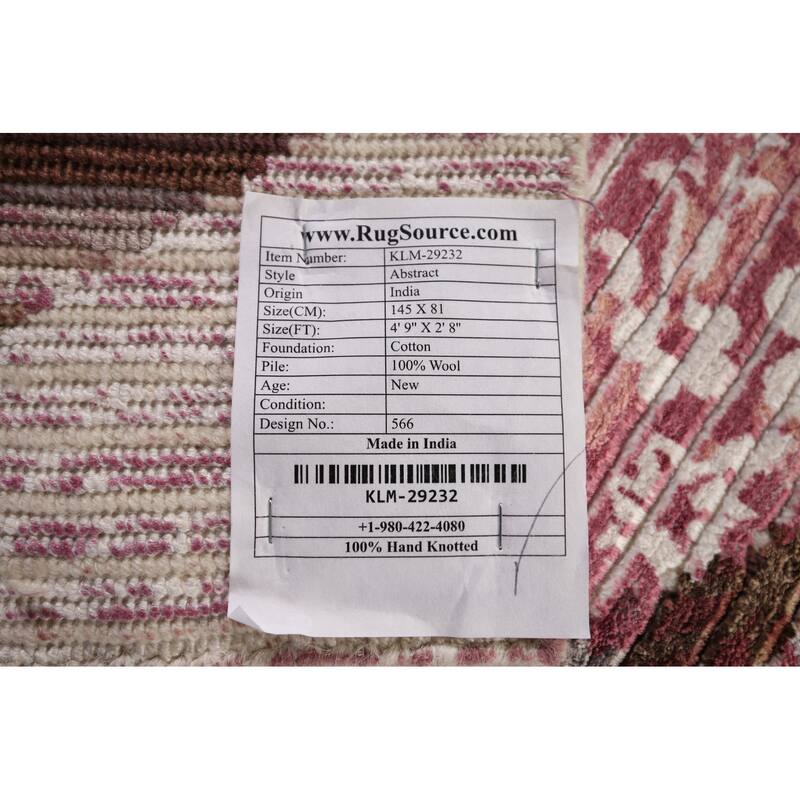 www.RugSource.com
Item Number: KLM-29232
Style Abstract
Origin India
Size(CM): 145 X 81
Size(FT): 4' 9" X 2' 8"
Foundation: Cotton
Pile: 100% Wool
Age: New
Condition:
Design No.: 566
Made in India
KLM-29232
+1-980-422-4080
100% Hand Knotted